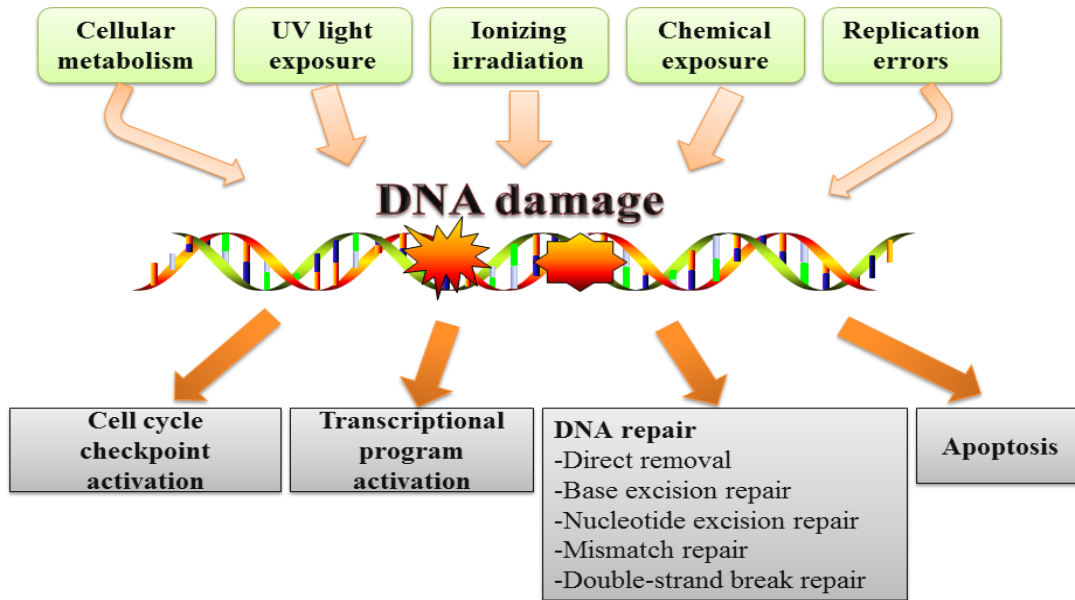 Cellular
metabolism
UV light
exposure
Ionizing
irradiation
Chemical
exposure
Replication
errors
DNA damage
Cell cycle
checkpoint
activation
Transcriptional
program
activation
DNA repair
-Direct removal
-Base excision repair
-Nucleotide excision repair
-Mismatch repair
-Double-strand break repair
Apoptosis